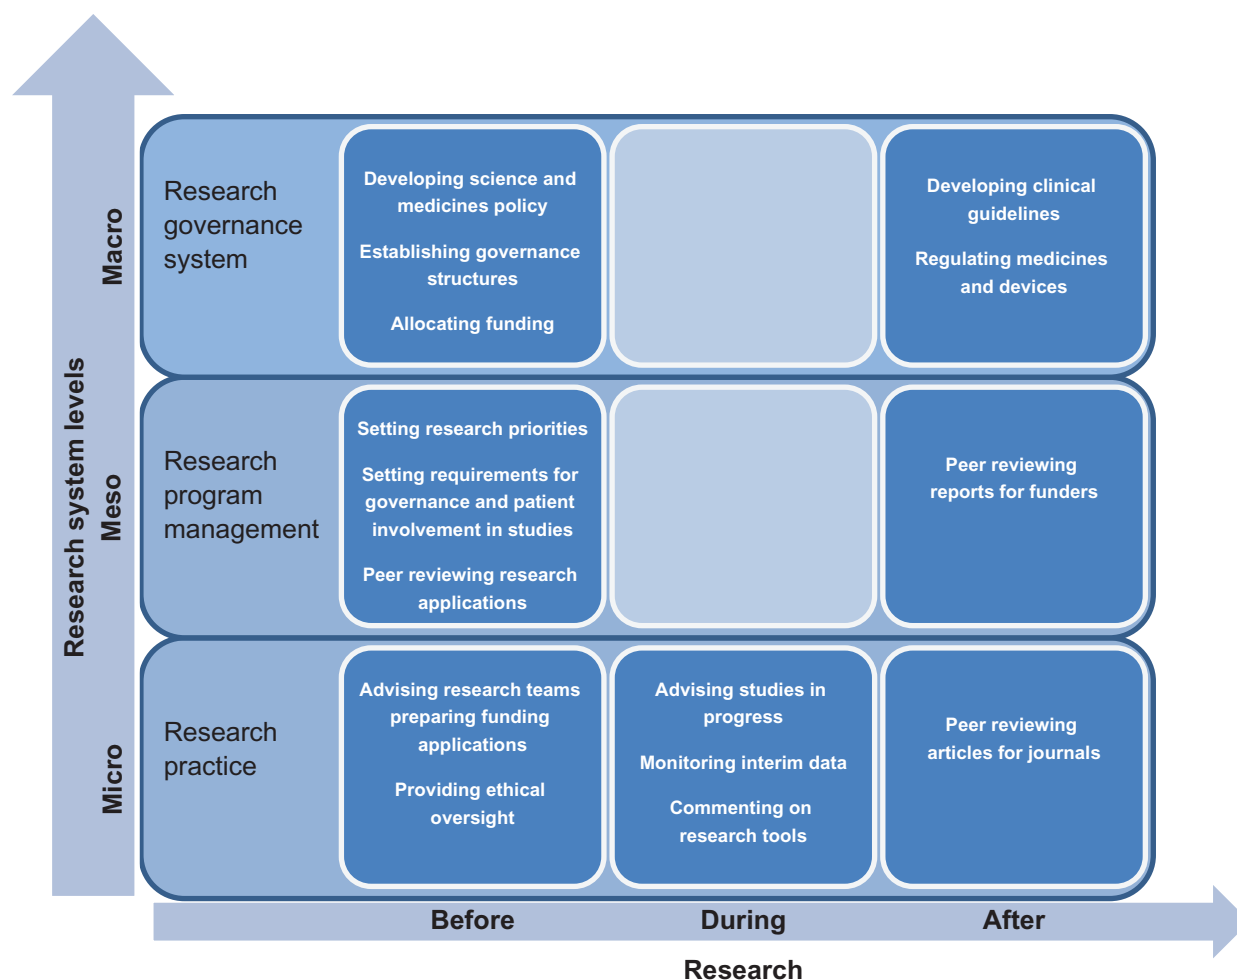 Research system levels
Macro
Research
governance
system
Developing science and
medicines policy
Establishing governance
structures
Allocating funding
Developing clinical
guidelines
Regulating medicines
and devices
Meso
Research
program
management
Setting research priorities
Setting requirements for
governance and patient
involvement in studies
Peer reviewing research
applications
Peer reviewing
reports for funders
Micro
Research
practice
Advising research teams
preparing funding
applications
Providing ethical
oversight
Advising studies in
progress
Monitoring interim data
Commenting on
research tools
Peer reviewing
articles for journals
Before
During
After
Research